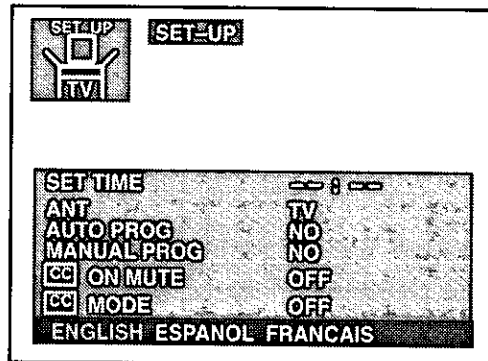 SET-UP SET-UP
TV
SET TIME -- : --
ANT TV
AUTO PROG NO
MANUAL PROG NO
CC ON MUTE OFF
CC MODE OFF
ENGLISH ESPANOL FRANCAIS